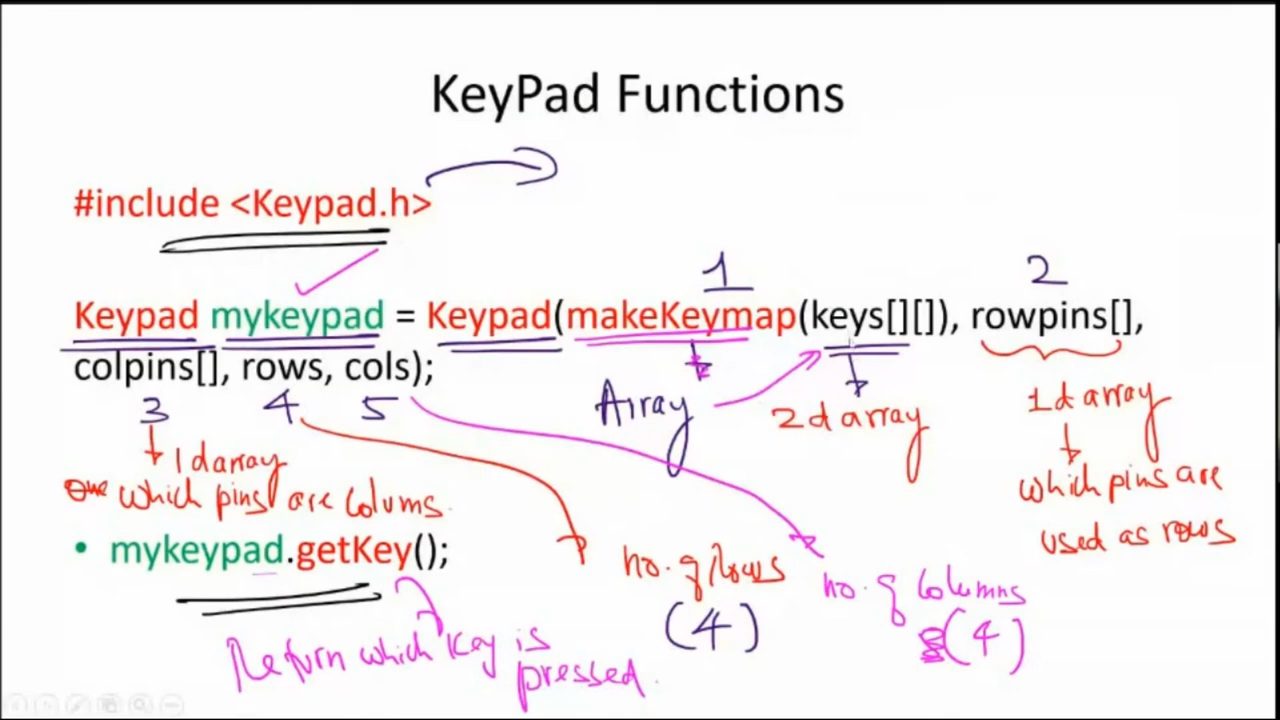 KeyPad Functions
#include <Keypad.h>
1 2
Keypad mykeypad = Keypad(makeKeymap(keys[][]), rowpins[],
colpins[], rows, cols);
3 4 5 Array 2d array 1d array
1d array
which pins are colums.
which pins are
used as rows
• mykeypad.getKey();
no. of rows
(4)
no. of columns
(4)
Return which key is
pressed.